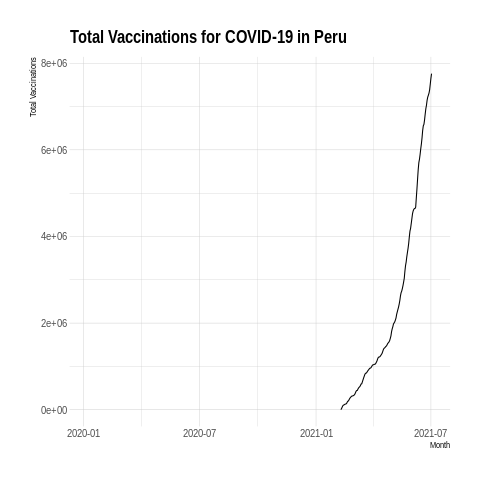 Total Vaccinations for COVID-19 in Peru
Total Vaccinations
8e+06
6e+06
4e+06
2e+06
0e+00
2020-01 2020-07 2021-01 2021-07
Month